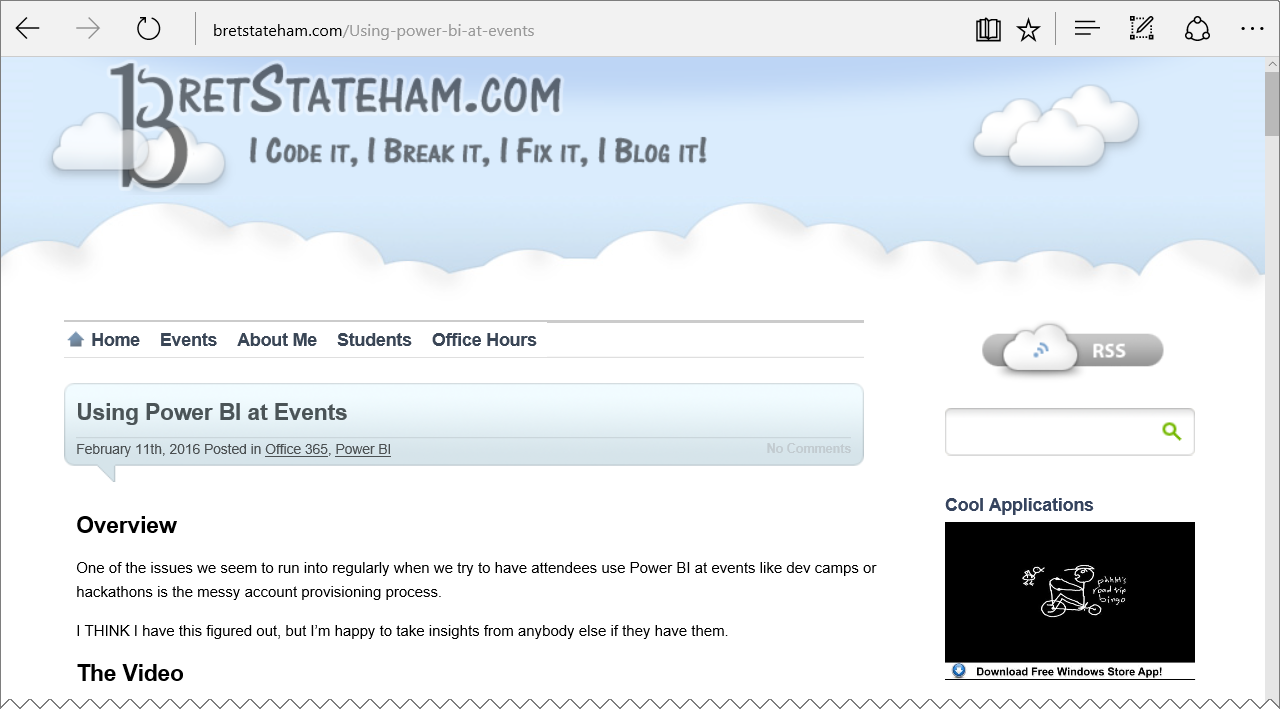 bretstateham.com/Using-power-bi-at-events
BRETSTATEHAM.COM
I CODE IT, I BREAK IT, I FIX IT, I BLOG IT!
Home Events About Me Students Office Hours
RSS
Using Power BI at Events
February 11th, 2016 Posted in Office 365, Power BI
No Comments
Overview
One of the issues we seem to run into regularly when we try to have attendees use Power BI at events like dev camps or
hackathons is the messy account provisioning process.
I THINK I have this figured out, but I'm happy to take insights from anybody else if they have them.
The Video
Cool Applications
phhhm's
road trip
bingo
Download Free Windows Store App!